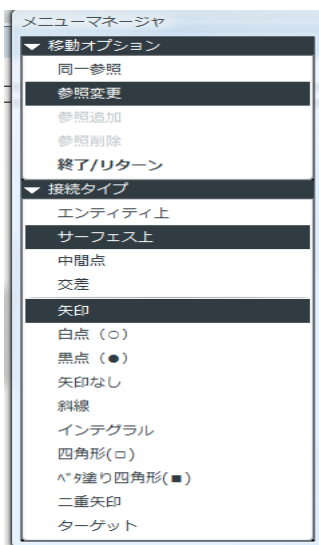 メニューマネージャ
▼ 移動オプション
同一参照
参照変更
参照追加
参照削除
終了/リターン
▼ 接続タイプ
エンティティ上
サーフェス上
中間点
交差
矢印
白点（○）
黒点（●）
矢印なし
斜線
インテグラル
四角形(□)
ﾍﾞﾀ塗り四角形(■)
二重矢印
ターゲット